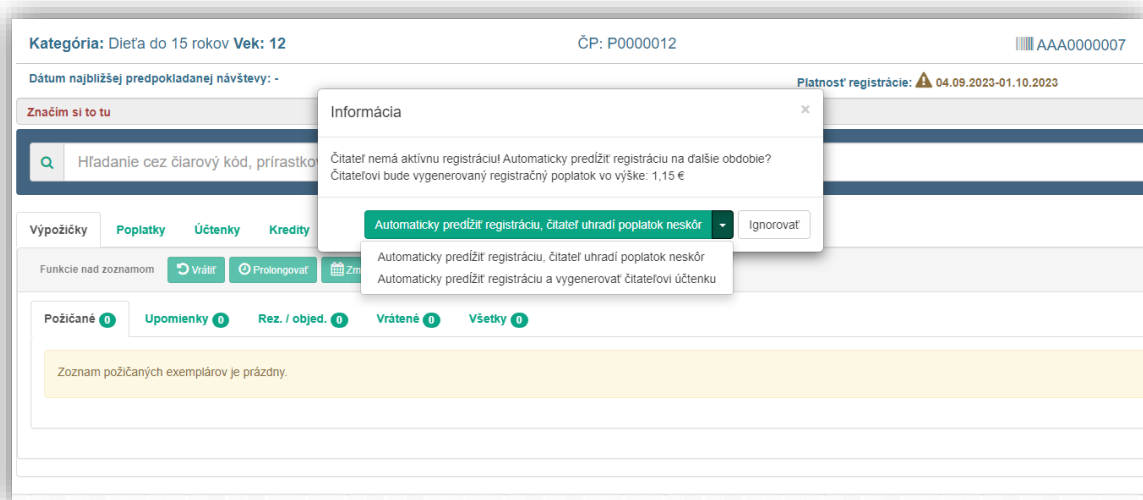 Kategória: Dieťa do 15 rokov Vek: 12 ČP: P0000012 AAA0000007
Dátum najbližšej predpokladanej návštevy: - Platnosť registrácie: 04.09.2023-01.10.2023
Značím si to tu
Informácia ×
Hľadanie cez čiarový kód, prírastko
Čitateľ nemá aktívnu registráciu! Automaticky predĺžiť registráciu na ďalšie obdobie?
Čitateľovi bude vygenerovaný registračný poplatok vo výške: 1,15 €
Automaticky predĺžiť registráciu, čitateľ uhradí poplatok neskôr Ignorovať
Výpožičky Poplatky Účtenky Kredity
Automaticky predĺžiť registráciu, čitateľ uhradí poplatok neskôr
Automaticky predĺžiť registráciu a vygenerovať čitateľovi účtenku
Funkcie nad zoznamom Vrátiť Prolongovať Zm
Požičané 0 Upomienky 0 Rez. / objed. 0 Vrátené 0 Všetky 0
Zoznam požičaných exemplárov je prázdny.